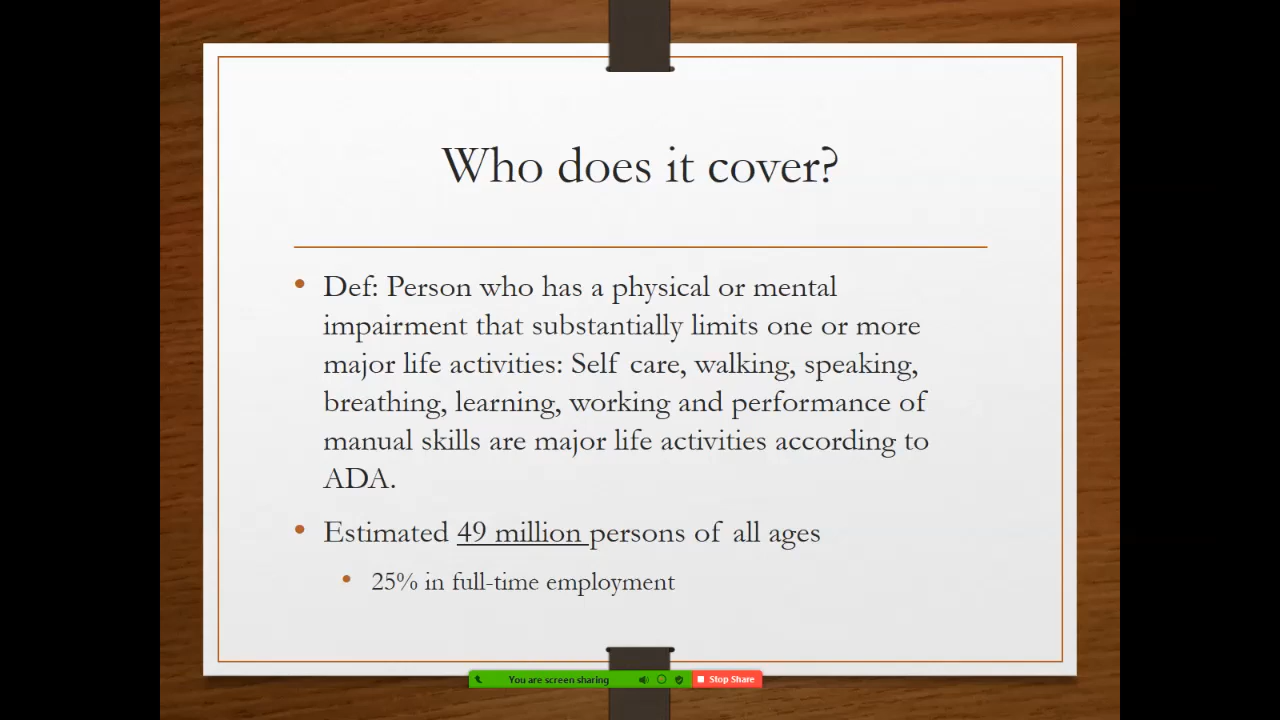 Who does it cover?
• Def: Person who has a physical or mental
impairment that substantially limits one or more
major life activities: Self care, walking, speaking,
breathing, learning, working and performance of
manual skills are major life activities according to
ADA.
• Estimated 49 million persons of all ages
• 25% in full-time employment
You are screen sharing Stop Share